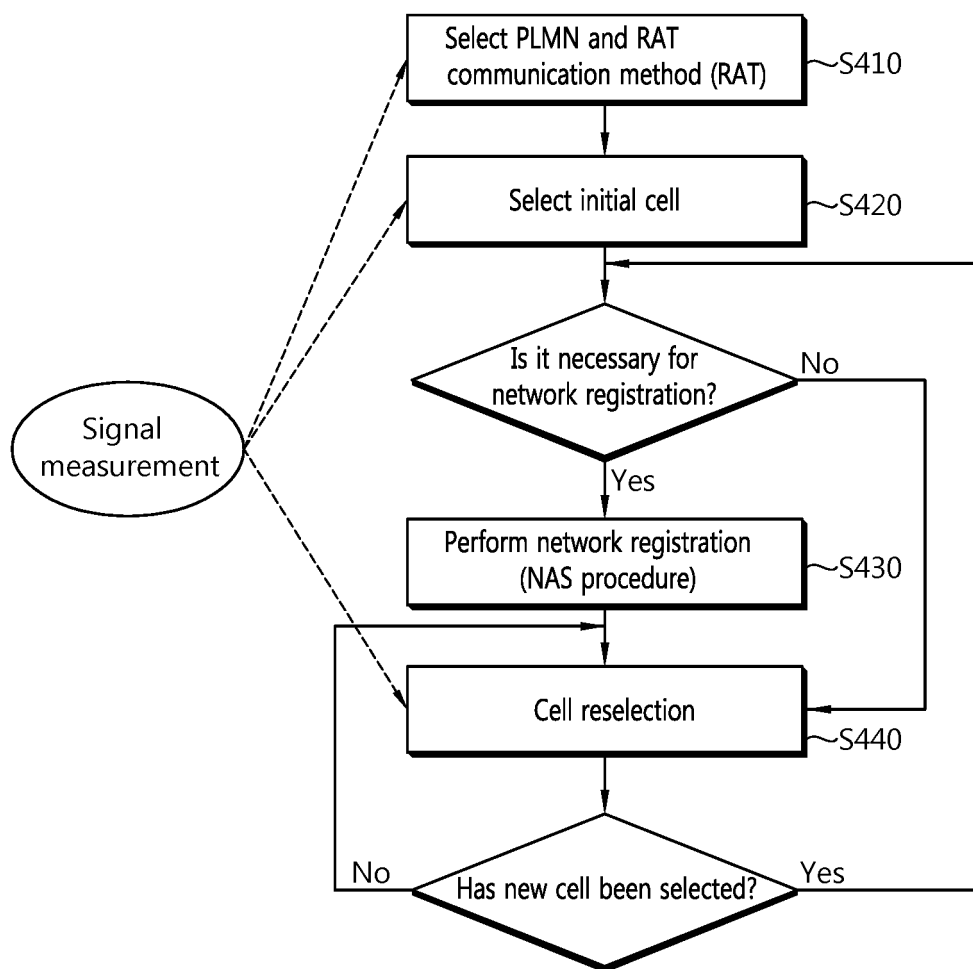 Select PLMN and RAT
communication method (RAT)
S410
Select initial cell
S420
Is it necessary for
network registration?
No
Yes
Signal
measurement
Perform network registration
(NAS procedure)
S430
Cell reselection
S440
Has new cell been selected?
No
Yes